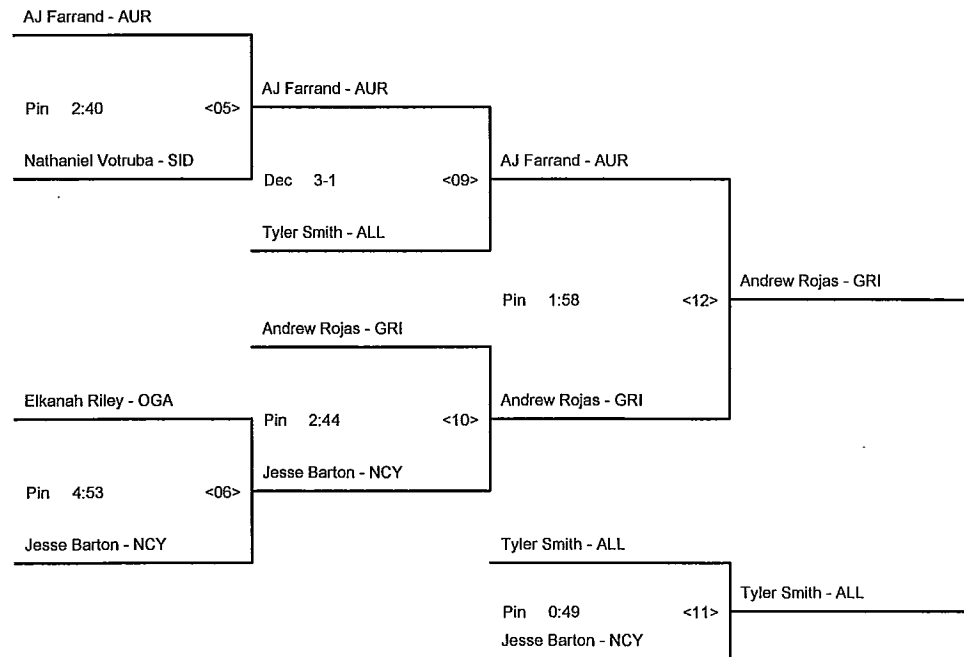 AJ Farrand - AUR
Pin 2:40 <05>
Nathaniel Votruba - SID
AJ Farrand - AUR
Dec 3-1 <09>
Tyler Smith - ALL
AJ Farrand - AUR
Pin 1:58 <12>
Andrew Rojas - GRI
Andrew Rojas - GRI
Elkanah Riley - OGA
Pin 2:44 <10>
Andrew Rojas - GRI
Jesse Barton - NCY
Pin 4:53 <06>
Jesse Barton - NCY
Tyler Smith - ALL
Pin 0:49 <11>
Tyler Smith - ALL
Jesse Barton - NCY